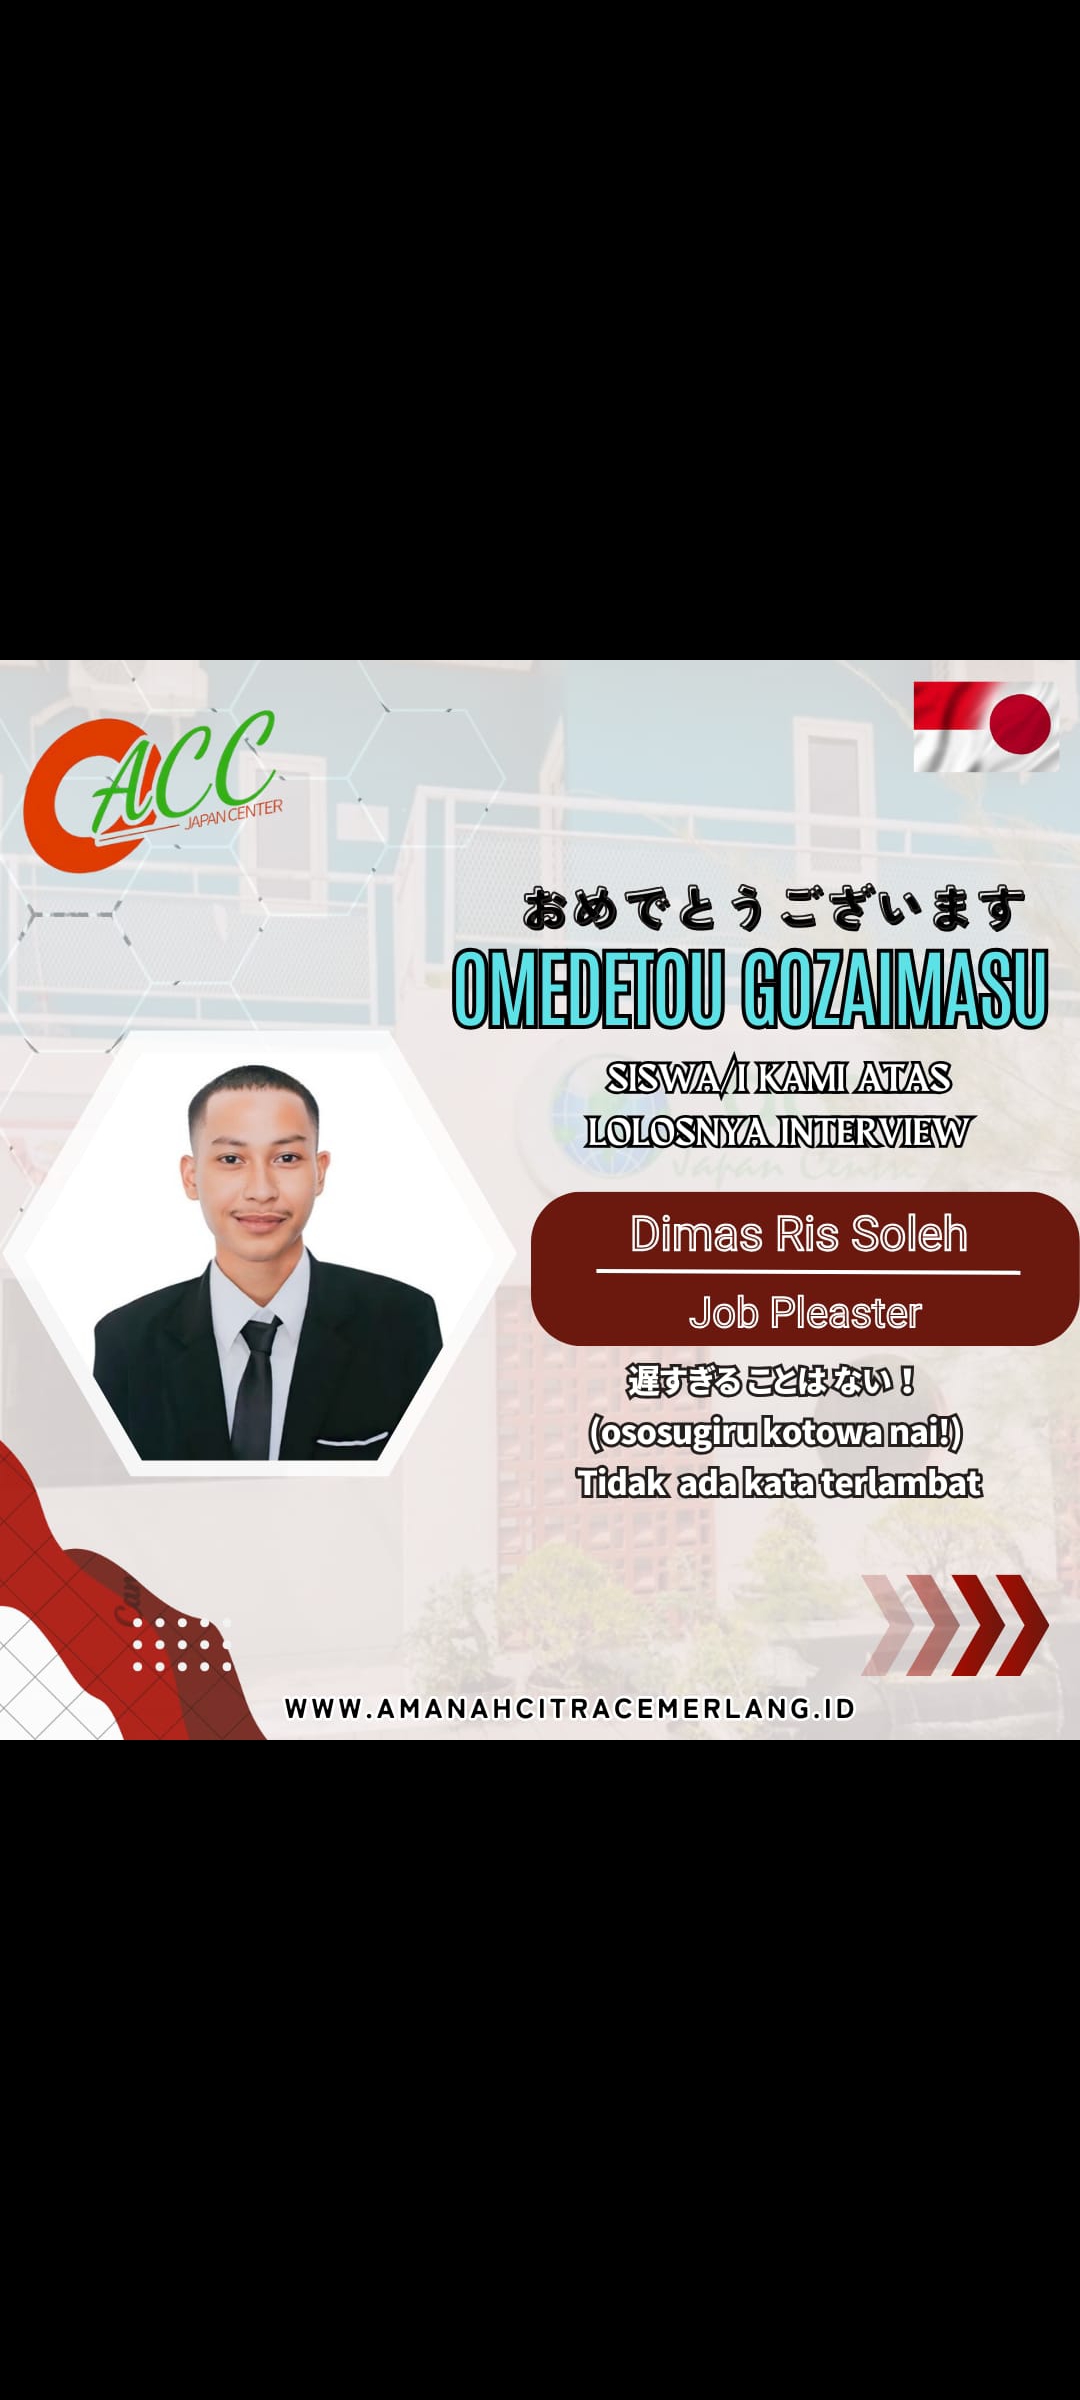 ACC
JAPAN CENTER
おめでとうございます
OMEDETOU GOZAIMASU
SISWA/I KAMI ATAS
LOLOSNYA INTERVIEW
Japan Centre
Dimas Ris Soleh
Job Pleaster
遅すぎることはない！
(ososugiru kotowa nai!)
Tidak ada kata terlambat
WWW.AMANAHCITRACEMERLANG.ID